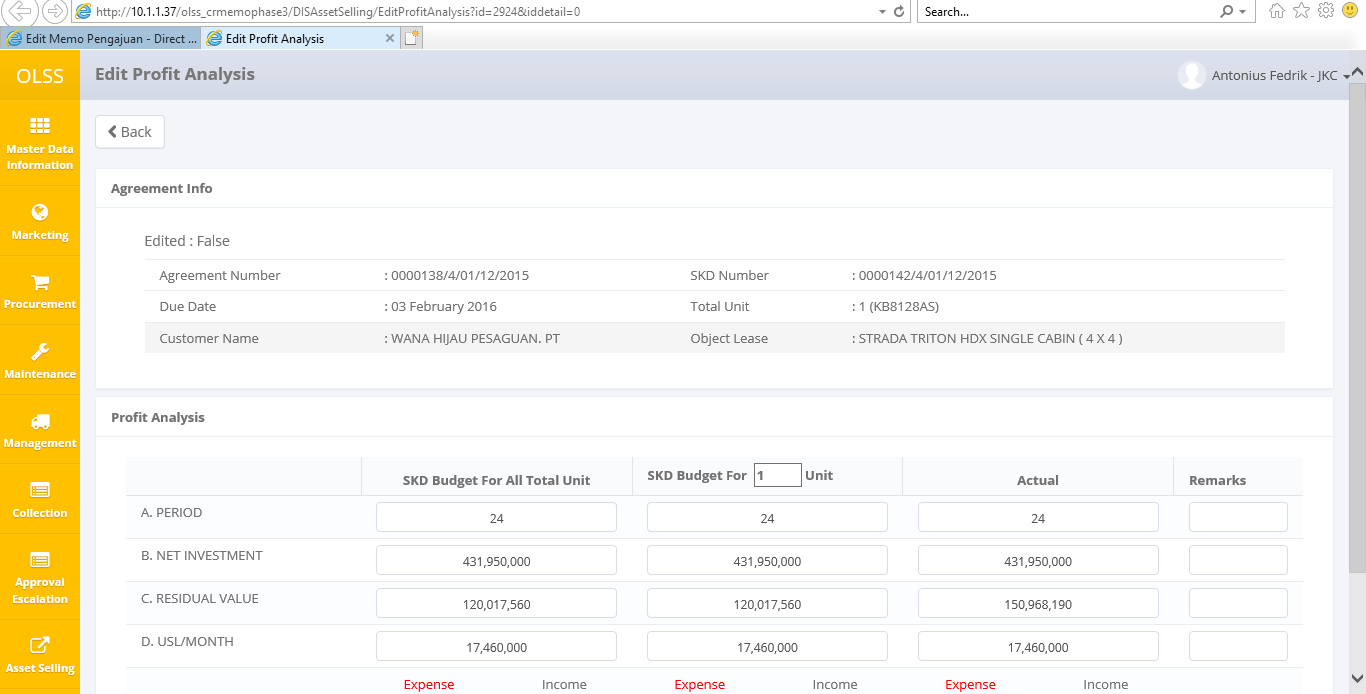 http://10.1.1.37/olss_crmemophase3/DISAssetSelling/EditProfitAnalysis?id=2924&iddetail=0 Search...
Edit Memo Pengajuan - Direct ... Edit Profit Analysis
OLSS Edit Profit Analysis Antonius Fedrik - JKC
Back
Master Data
Information
Marketing
Procurement
Maintenance
Management
Collection
Approval
Escalation
Asset Selling
Agreement Info
Edited : False
Agreement Number : 0000138/4/01/12/2015 SKD Number : 0000142/4/01/12/2015
Due Date : 03 February 2016 Total Unit : 1 (KB8128AS)
Customer Name : WANA HIJAU PESAGUAN. PT Object Lease : STRADA TRITON HDX SINGLE CABIN ( 4 X 4 )
Profit Analysis
SKD Budget For All Total Unit SKD Budget For 1 Unit Actual Remarks
A. PERIOD 24 24 24
B. NET INVESTMENT 431,950,000 431,950,000 431,950,000
C. RESIDUAL VALUE 120,017,560 120,017,560 150,968,190
D. USL/MONTH 17,460,000 17,460,000 17,460,000
Expense Income Expense Income Expense Income